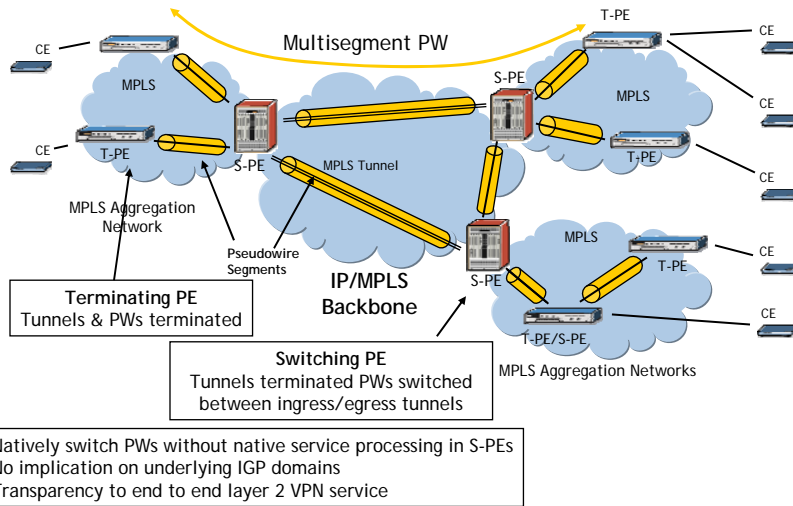 T-PE
CE
Multisegment PW
CE
S-PE
MPLS
MPLS
CE
CE
T-PE
S-PE
MPLS Tunnel
T-PE
CE
MPLS Aggregation
Network
Pseudowire
Segments
MPLS
CE
T-PE
IP/MPLS
Backbone
S-PE
Terminating PE
Tunnels & PWs terminated
CE
T-PE/S-PE
Switching PE
Tunnels terminated PWs switched
between ingress/egress tunnels
MPLS Aggregation Networks
Natively switch PWs without native service processing in S-PEs
No implication on underlying IGP domains
Transparency to end to end layer 2 VPN service